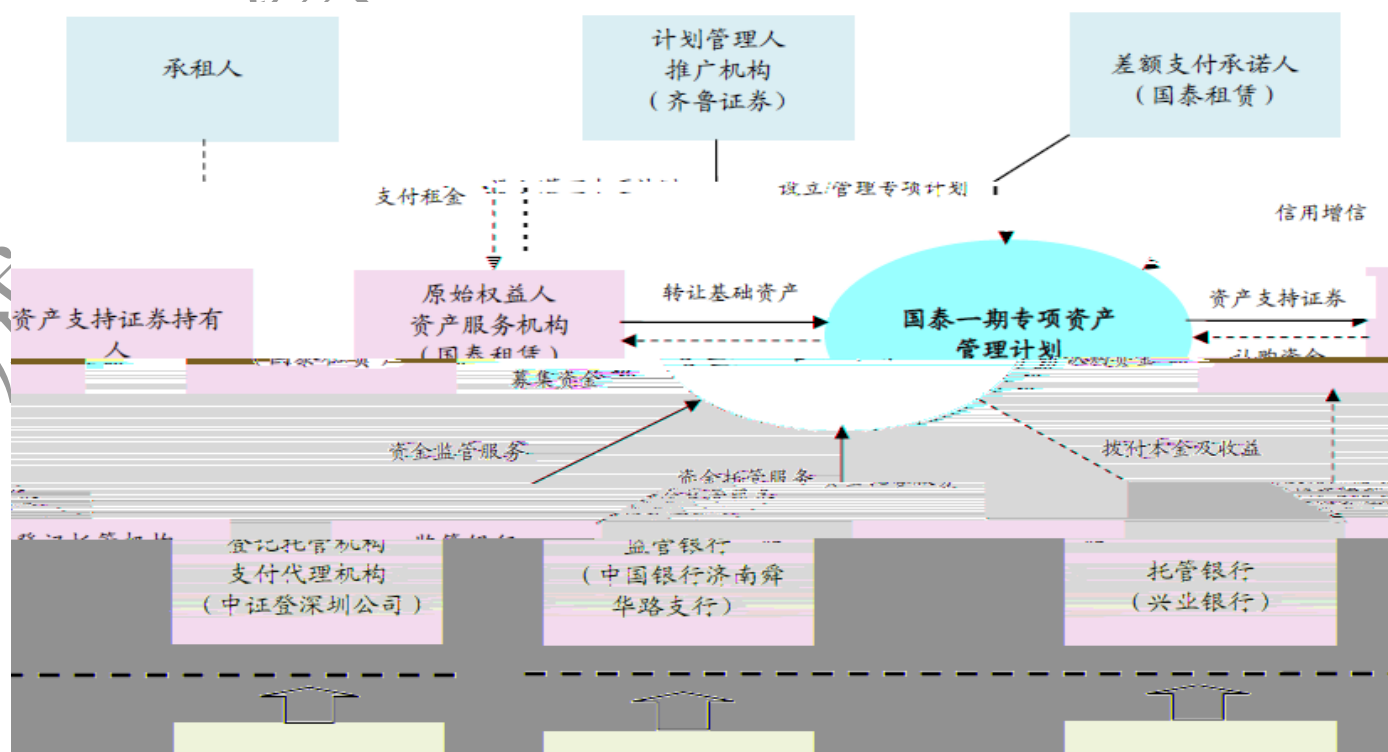 承租人
计划管理人
推广机构
（齐鲁证券）
差额支付承诺人
（国泰租赁）
支付租金
设立/管理专项计划
信用增信
资产支持证券持有
人
原始权益人
资产服务机构
（国泰租赁）
转让基础资产
国泰一期专项资产
管理计划
资产支持证券
认购资金
募集资金
资金监管服务
资金托管服务
拨付本金及收益
登记托管机构
支付代理机构
（中证登深圳公司）
监管银行
（中国银行济南舜
华路支行）
托管银行
（兴业银行）